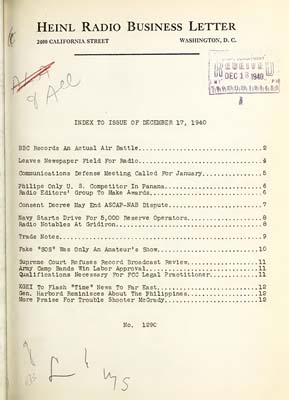 HEINL RADIO BUSINESS LETTER
2400 CALIFORNIA STREET WASHINGTON, D. C.
DEC 18 1940
of All
INDEX TO ISSUE OF DECEMBER 17, 1940
BBC Records An Actual Air Battle..............................2
Leaves Newspaper Field For Radio..............................4
Communications Defense Meeting Called For January.............5
Philips Only U. S. Competitor In Panama.......................6
Radio Editors' Group To Make Awards...........................6
Consent Decree May End ASCAP-NAB Dispute......................7
Navy Starts Drive For 5,000 Reserve Operators.................8
Radio Notables At Gridiron....................................8
Trade Notes...................................................9
Fake "SOS" Was Only An Amateur's Show........................10
Supreme Court Refuses Record Broadcast Review................11
Army Camp Bands Win Labor Approval...........................11
Qualifications Necessary For FCC Legal Practitioner..........11
KGEI To Flash "Time" News To Far East........................12
Gen. Harbord Reminisces About The Philippines................12
More Praise For Trouble Shooter McGrady......................12
No. 1290